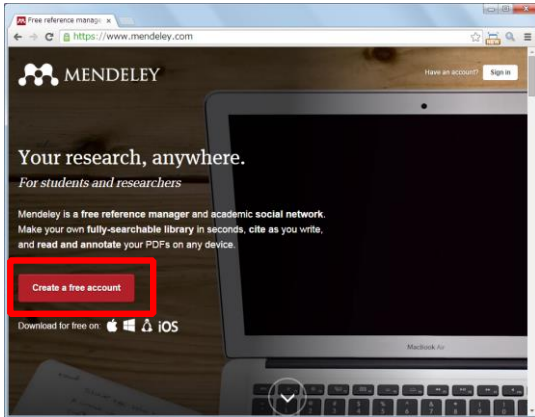 Free reference manage
https://www.mendeley.com
NEW
MENDELEY
Have an account?
Sign in
Your research, anywhere.
For students and researchers
Mendeley is a free reference manager and academic social network.
Make your own fully-searchable library in seconds, cite as you write,
and read and annotate your PDFs on any device.
Create a free account
Download for free on: iOS
MacBook Air